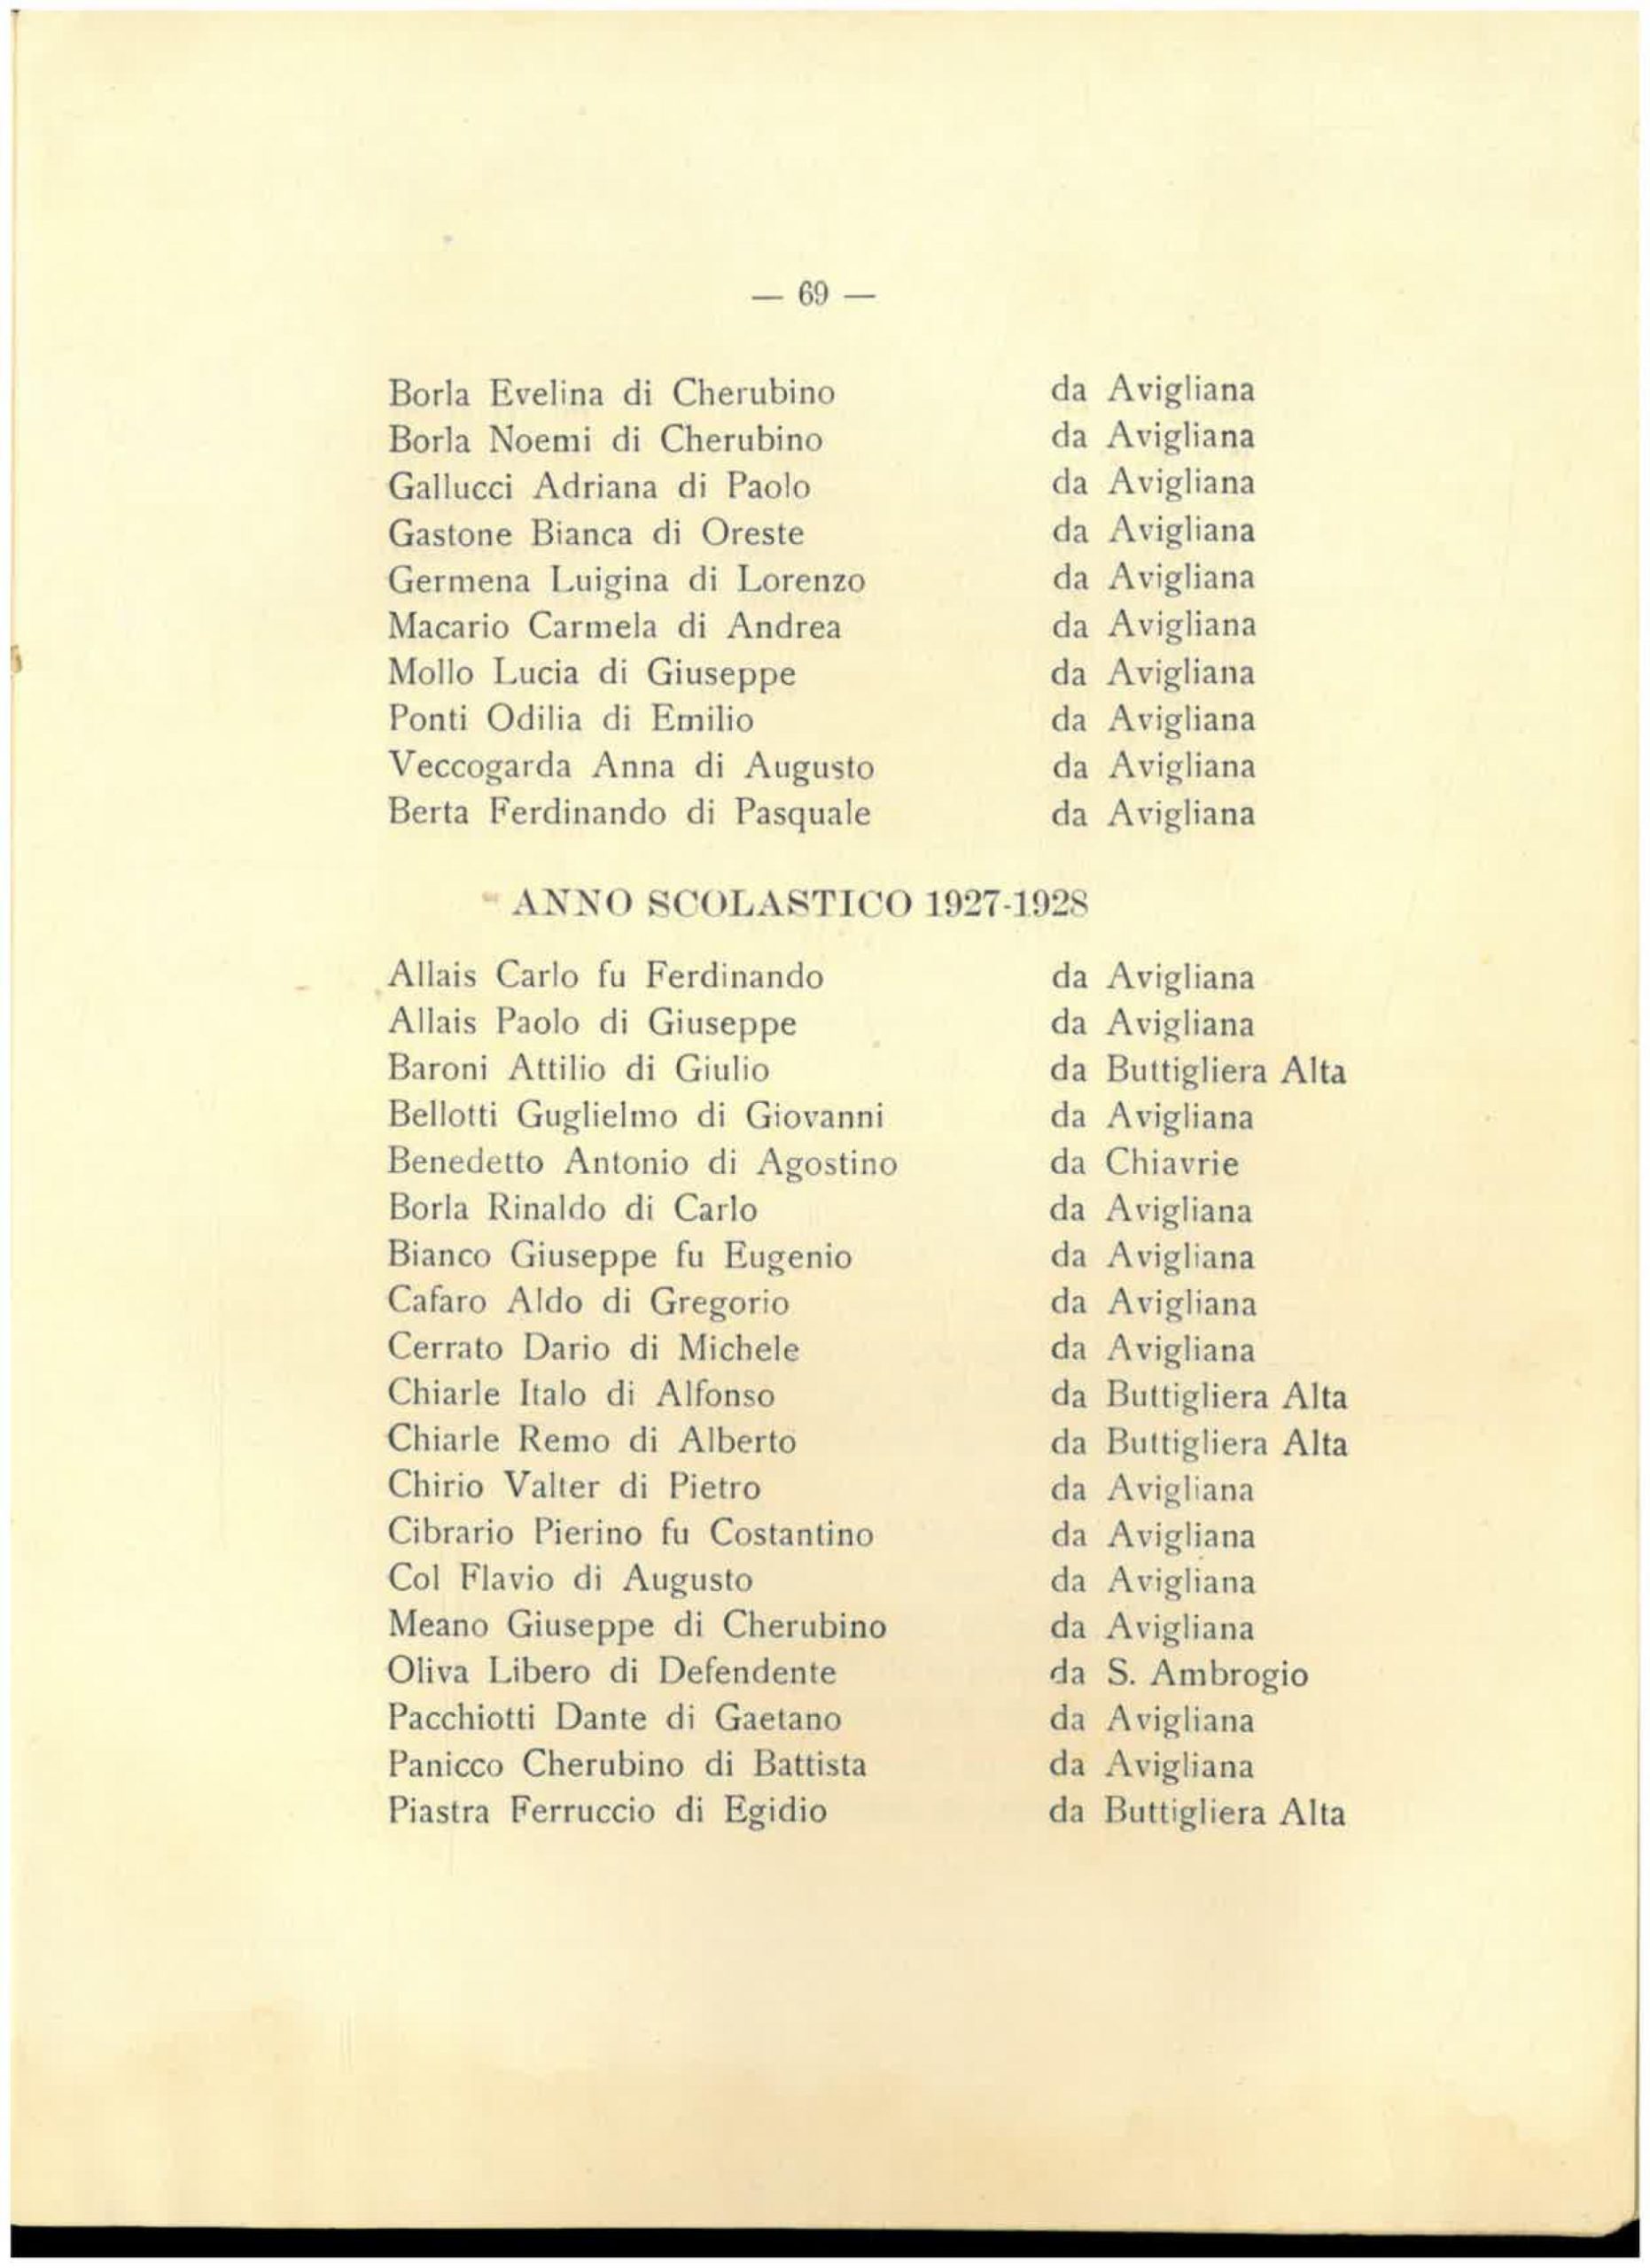 — 69 —
Borla Evelina di Cherubino da Avigliana
Borla Noemi di Cherubino da Avigliana
Gallucci Adriana di Paolo da Avigliana
Gastone Bianca di Oreste da Avigliana
Germena Luigina di Lorenzo da Avigliana
Macario Carmela di Andrea da Avigliana
Mollo Lucia di Giuseppe da Avigliana
Ponti Odilia di Emilio da Avigliana
Veccogarda Anna di Augusto da Avigliana
Berta Ferdinando di Pasquale da Avigliana
ANNO SCOLASTICO 1927-1928
Allais Carlo fu Ferdinando da Avigliana
Allais Paolo di Giuseppe da Avigliana
Baroni Attilio di Giulio da Buttigliera Alta
Bellotti Guglielmo di Giovanni da Avigliana
Benedetto Antonio di Agostino da Chiavrie
Borla Rinaldo di Carlo da Avigliana
Bianco Giuseppe fu Eugenio da Avigliana
Cafaro Aldo di Gregorio da Avigliana
Cerrato Dario di Michele da Avigliana
Chiarle Italo di Alfonso da Buttigliera Alta
Chiarle Remo di Alberto da Buttigliera Alta
Chirio Valter di Pietro da Avigliana
Cibrario Pierino fu Costantino da Avigliana
Col Flavio di Augusto da Avigliana
Meano Giuseppe di Cherubino da Avigliana
Oliva Libero di Defendente da S. Ambrogio
Pacchiotti Dante di Gaetano da Avigliana
Panicco Cherubino di Battista da Avigliana
Piastra Ferruccio di Egidio da Buttigliera Alta